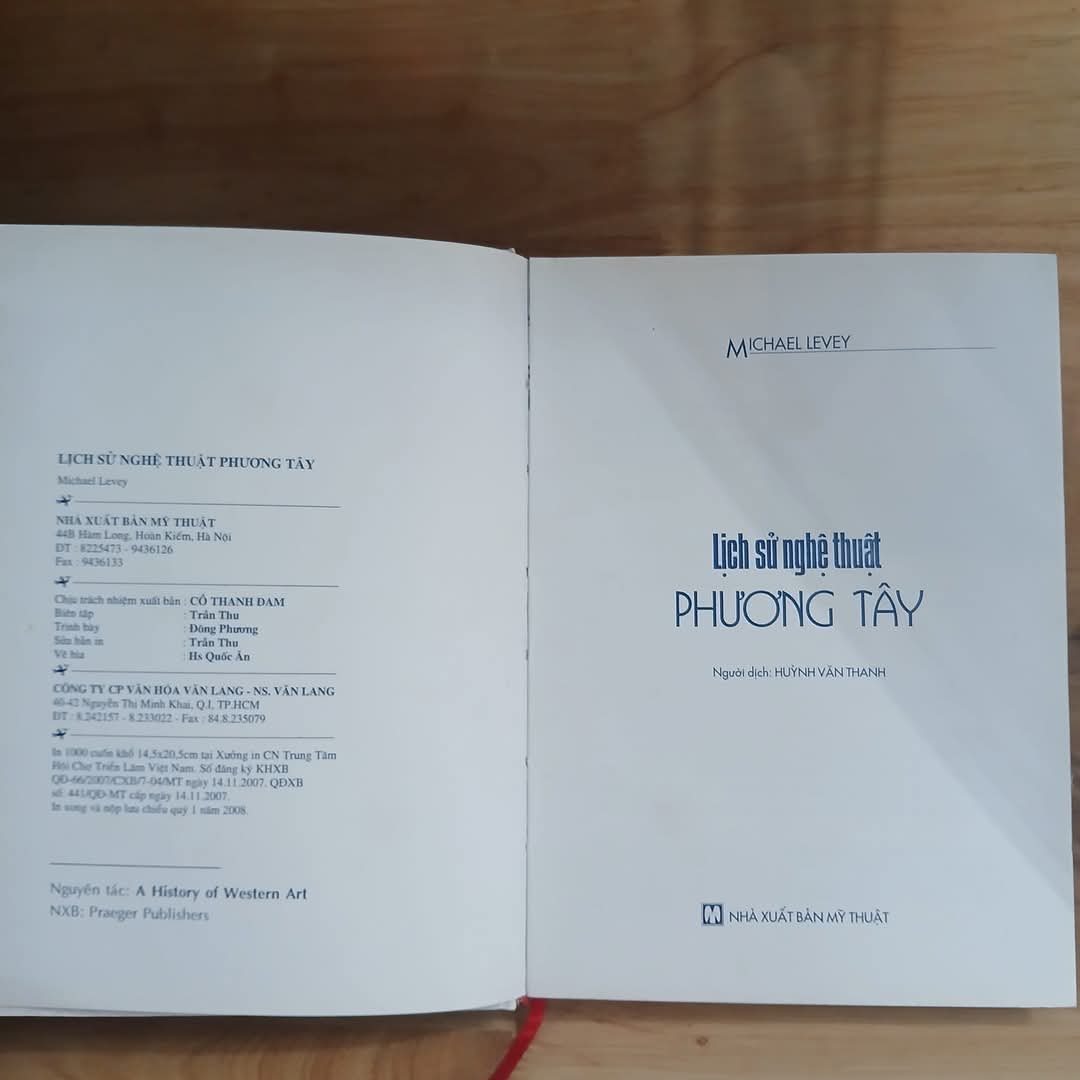 LỊCH SỬ NGHỆ THUẬT PHƯƠNG TÂY
Michael Levey
NHÀ XUẤT BẢN MỸ THUẬT
44B Hàm Long, Hoàn Kiếm, Hà Nội
ĐT : 8225473 - 9436126
Fax : 9436133
Chịu trách nhiệm xuất bản : CỔ THANH ĐAM
Biên tập : Trần Thu
Trình bày : Đông Phương
Sửa bản in : Trần Thu
Vẽ bìa : Hs Quốc Ân
CÔNG TY CP VĂN HÓA VĂN LANG - NS. VĂN LANG
40-42 Nguyễn Thị Minh Khai, Q.1, TP.HCM
ĐT : 8.242157 - 8.233022 - Fax : 84.8.235079
In 1000 cuốn khổ 14,5x20,5cm tại Xưởng in CN Trung Tâm
Hội Chợ Triển Lãm Việt Nam. Số đăng ký KHXB
QĐ-66/2007/CXB/7-04/MT ngày 14.11.2007. QĐXB
số: 441/QĐ-MT cấp ngày 14.11.2007.
In xong và nộp lưu chiểu quý 1 năm 2008.
Nguyên tác: A History of Western Art
NXB: Praeger Publishers
MICHAEL LEVEY
Lịch sử nghệ thuật
PHƯƠNG TÂY
Người dịch: HUỲNH VĂN THANH
M NHÀ XUẤT BẢN MỸ THUẬT